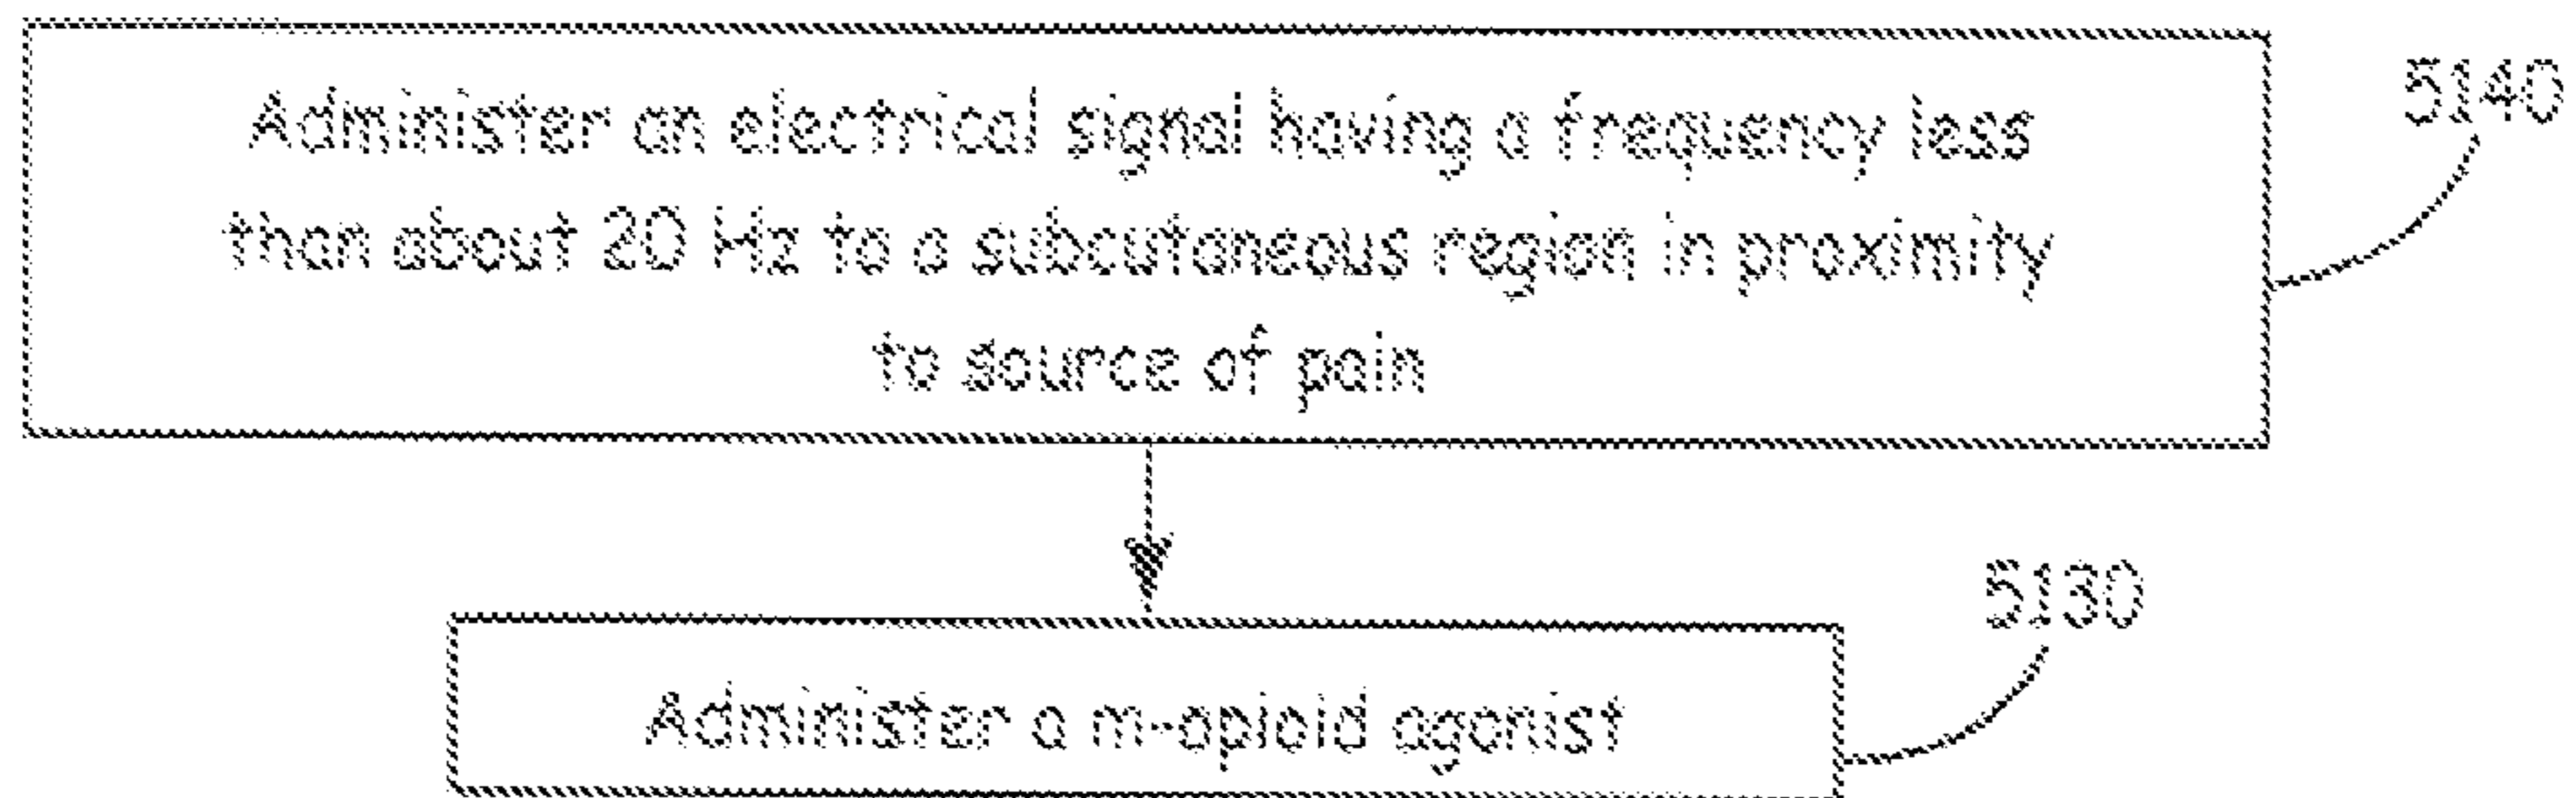 Administer an electrical signal having a frequency less
than about 20 Hz to a subcutaneous region in proximity
to source of pain
5140
Administer a m-opioid agonist
5130